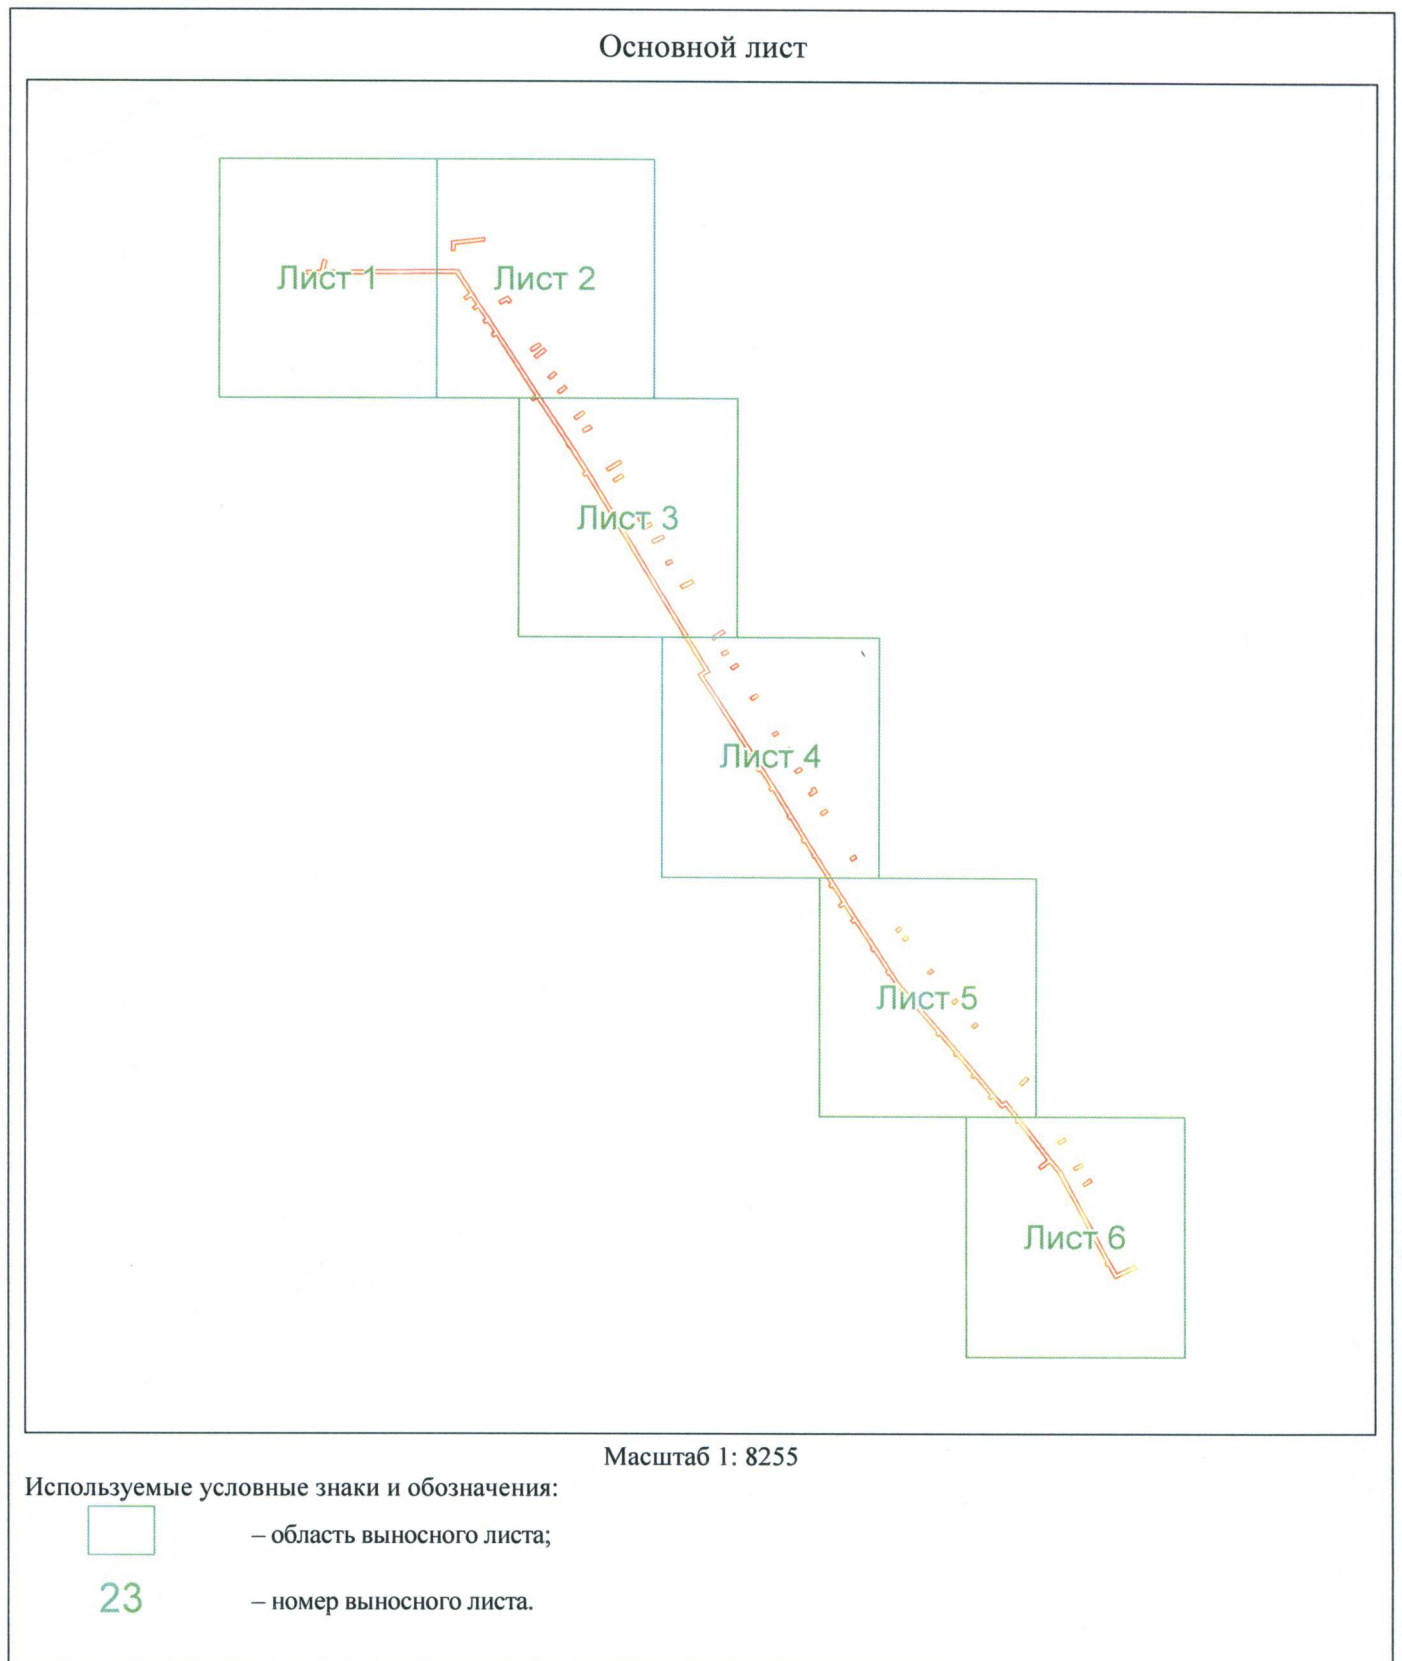 Основной лист
Лист 1
Лист 2
Лист 3
Лист 4
Лист 5
Лист 6
Масштаб 1: 8255
Используемые условные знаки и обозначения:
– область выносного листа;
23 – номер выносного листа.